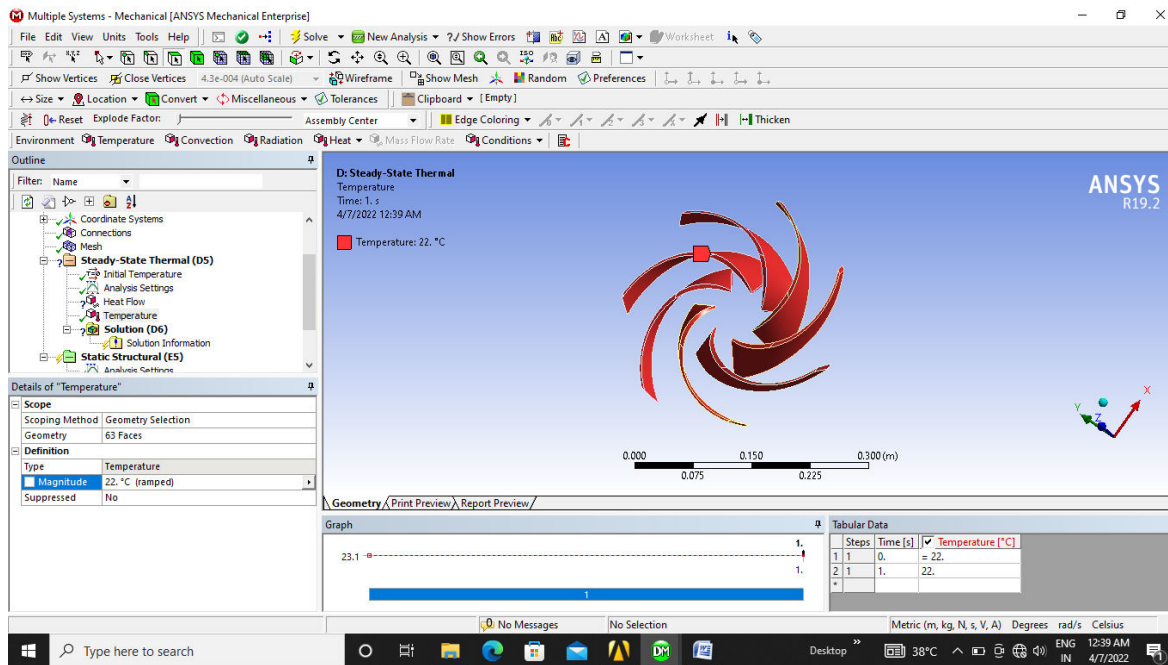 Multiple Systems - Mechanical [ANSYS Mechanical Enterprise]
File Edit View Units Tools Help Solve New Analysis ?/ Show Errors A Worksheet
Show Vertices Close Vertices 4.3e-004 (Auto Scale) Wireframe Show Mesh Random Preferences
Size Location Convert Miscellaneous Tolerances Clipboard [Empty]
Reset Explode Factor: Assembly Center Edge Coloring Thicken
Environment Temperature Convection Radiation Heat Mass Flow Rate Conditions
Outline
Filter: Name
Coordinate Systems
Connections
Mesh
Steady-State Thermal (D5)
Initial Temperature
Analysis Settings
Heat Flow
Temperature
Solution (D6)
Solution Information
Static Structural (E5)
Analysis Settings
Details of "Temperature"
Scope
Scoping Method Geometry Selection
Geometry 63 Faces
Definition
Type Temperature
Magnitude 22. °C (ramped)
Suppressed No
D: Steady-State Thermal
Temperature
Time: 1. s
4/7/2022 12:39 AM
Temperature: 22. °C
ANSYS
R19.2
X
Y
Z
0.000 0.150 0.300 (m)
0.075 0.225
Geometry Print Preview Report Preview
Graph
1.
23.1
1.
1
Tabular Data
Steps Time [s] Temperature [°C]
1 1 0. = 22.
2 1 1. 22.
*
No Messages No Selection Metric (m, kg, N, s, V, A) Degrees rad/s Celsius
Type here to search DM Desktop 38°C ENG IN 12:39 AM 4/7/2022